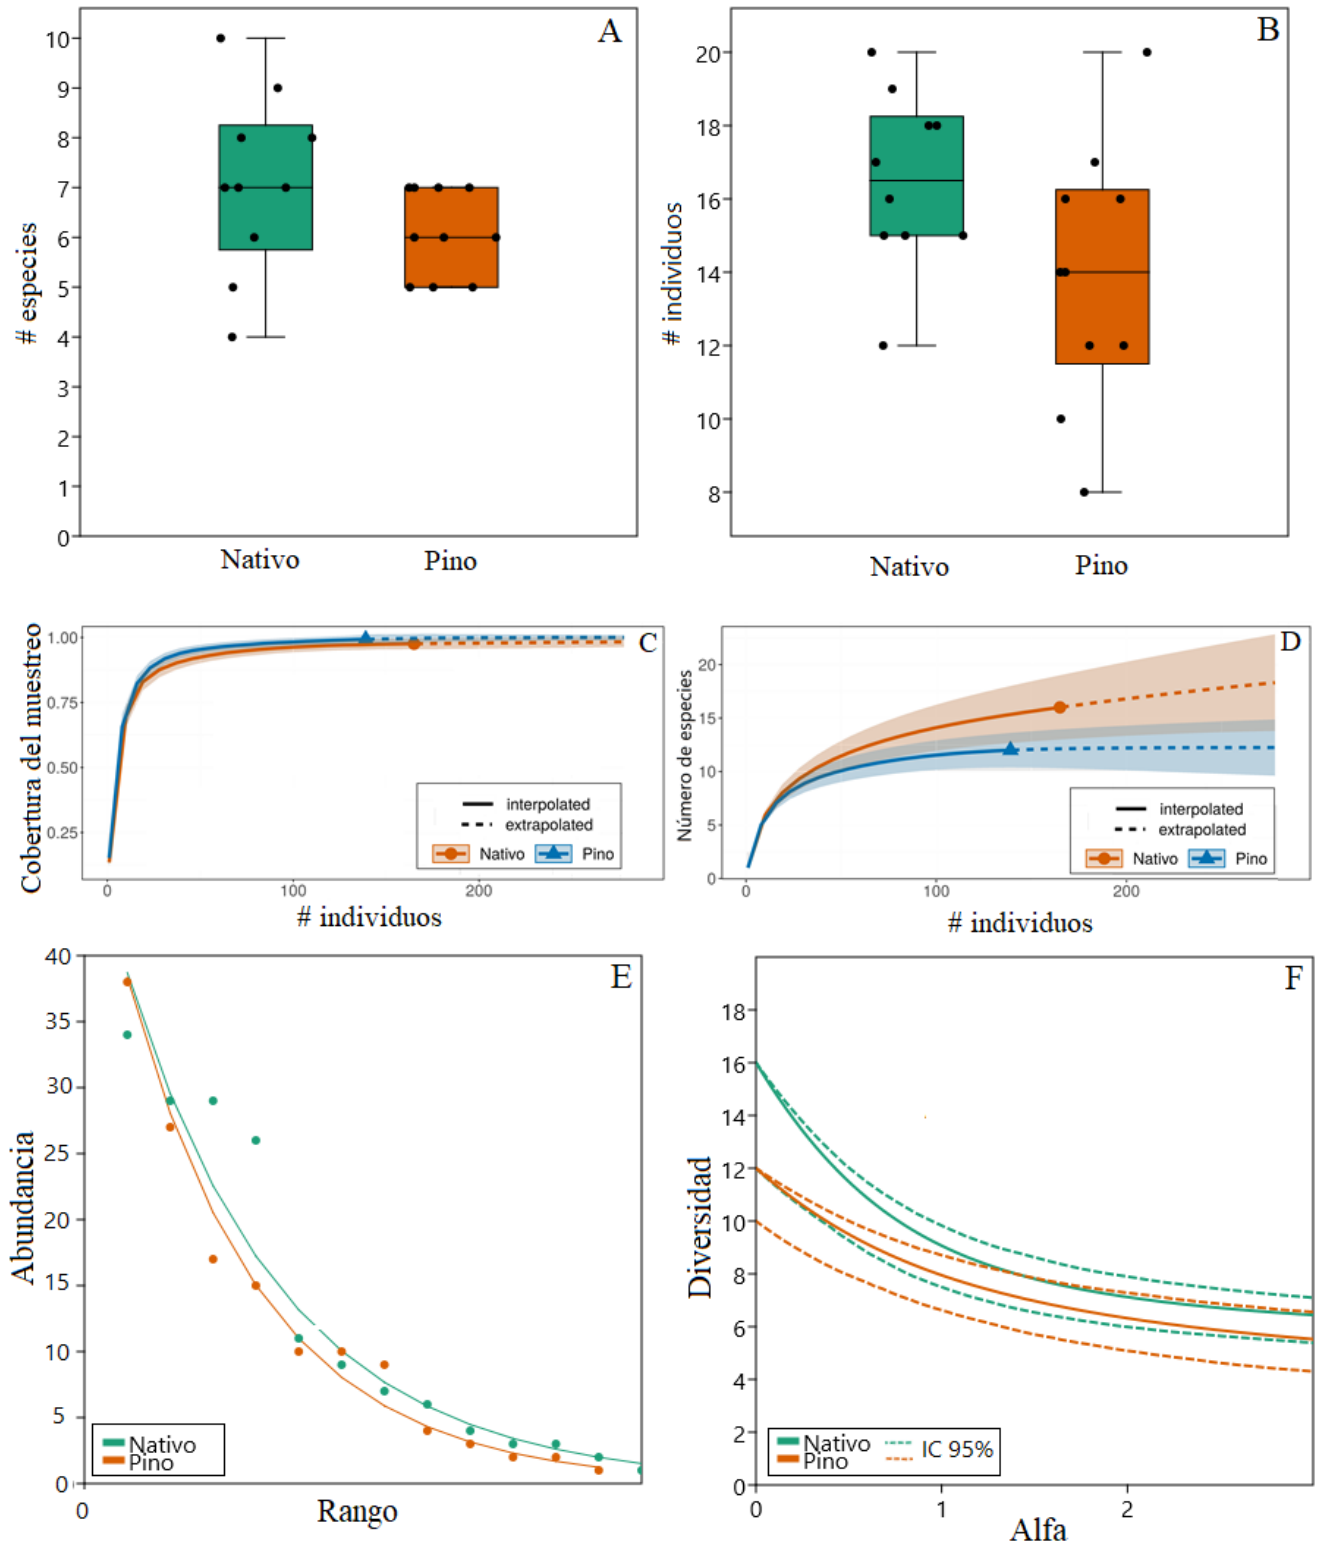 A
# especies
10
9
8
7
6
5
4
3
2
1
0
Nativo
Pino
B
# individuos
20
18
16
14
12
10
8
Nativo
Pino
C
Cobertura del muestreo
1.00
0.75
0.50
0.25
interpolated
extrapolated
Nativo
Pino
0
100
200
# individuos
D
Número de especies
20
15
10
5
0
interpolated
extrapolated
Nativo
Pino
0
100
200
# individuos
E
Abundancia
40
35
30
25
20
15
10
5
0
Nativo
Pino
0
Rango
F
Diversidad
18
16
14
12
10
8
6
4
2
0
Nativo
Pino
IC 95%
0
1
2
Alfa